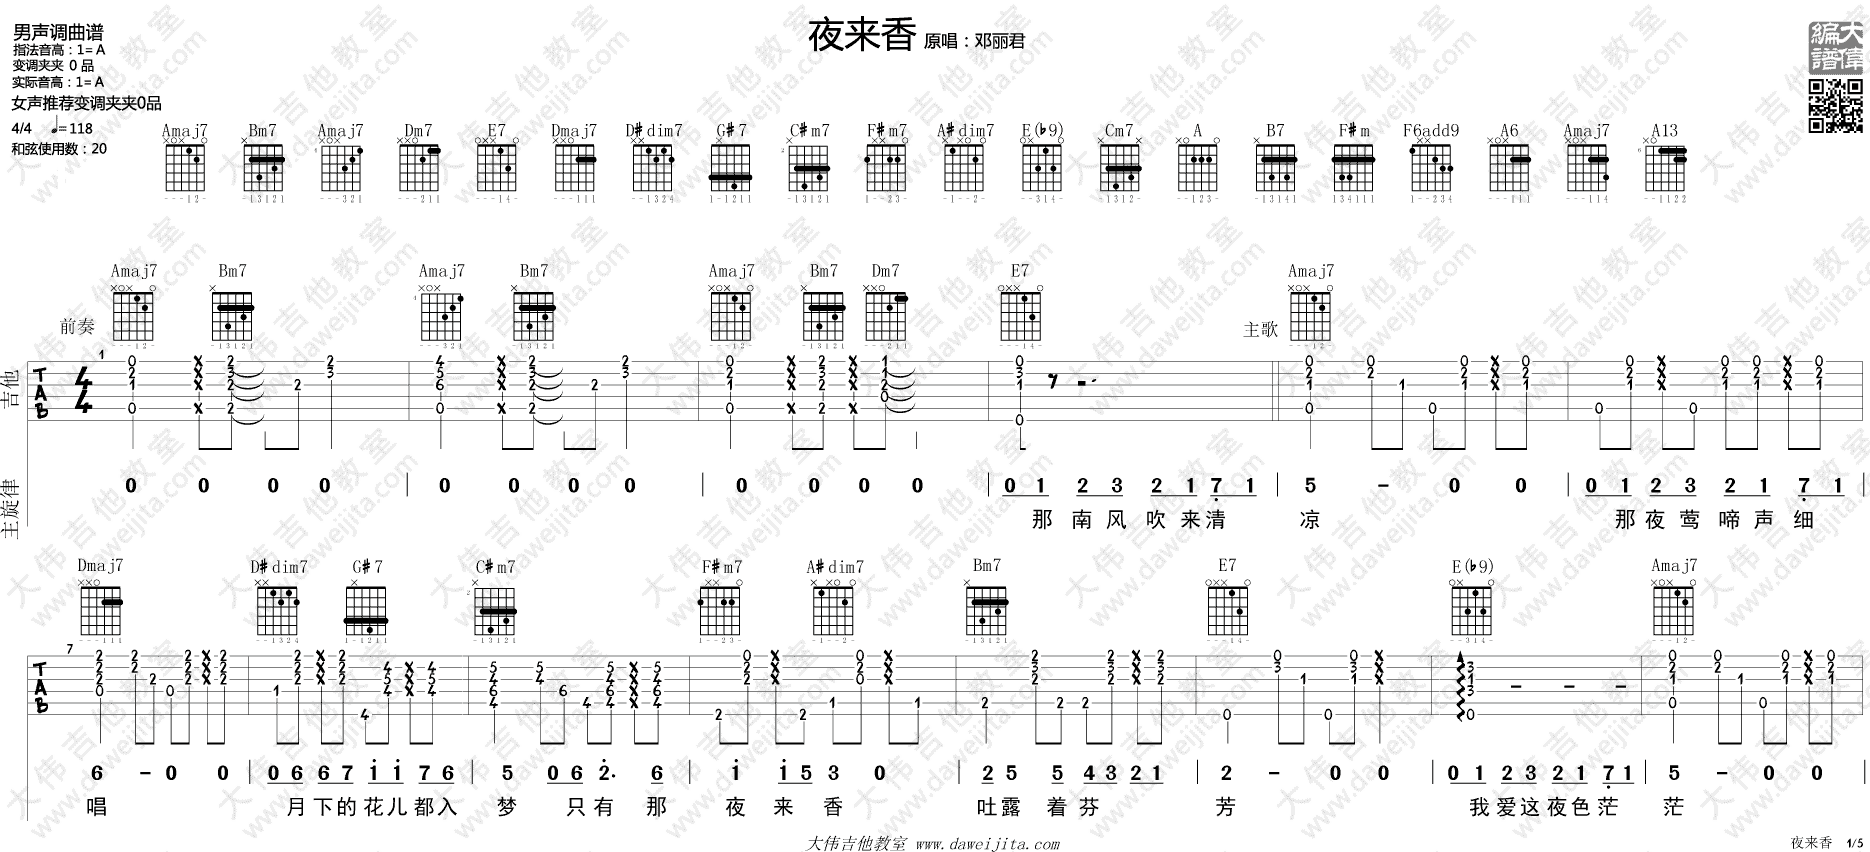 夜来香 原唱：邓丽君
大伟
编谱
男声调曲谱
指法音高：1=A
变调夹夹 0 品
实际音高：1=A
女声推荐变调夹夹0品
4/4 ♩=118
和弦使用数：20
Amaj7 Bm7 Amaj7 Dm7 E7 Dmaj7 D#dim7 G#7 C#m7 F#m7 A#dim7 E(b9) Cm7 A B7 F#m F6add9 A6 Amaj7 A13
Amaj7 Bm7 Amaj7 Bm7 Amaj7 Bm7 Dm7 E7 Amaj7
前奏 主歌
吉他 TAB 4/4
主旋律 0 0 0 0 | 0 0 0 0 | 0 0 0 | 0 1 2 3 2 1 7 1 | 5 - 0 0 | 0 1 2 3 2 1 7 1 |
那南风吹来清 凉 那夜莺啼声细
Dmaj7 D#dim7 G#7 C#m7 F#m7 A#dim7 Bm7 E7 E(b9) Amaj7
7
TAB
6 - 0 0 | 0 6 6 7 1 1 7 6 | 5 0 6 2. 6 | 1 1 5 3 0 | 2 5 5 4 3 2 1 | 2 - 0 0 | 0 1 2 3 2 1 7 1 | 5 - 0 0 |
唱 月下的花儿都入 梦 只有那 夜来香 吐露着芬 芳 我爱这夜色茫 茫
大伟吉他教室 www.daweijita.com
夜来香 1/5